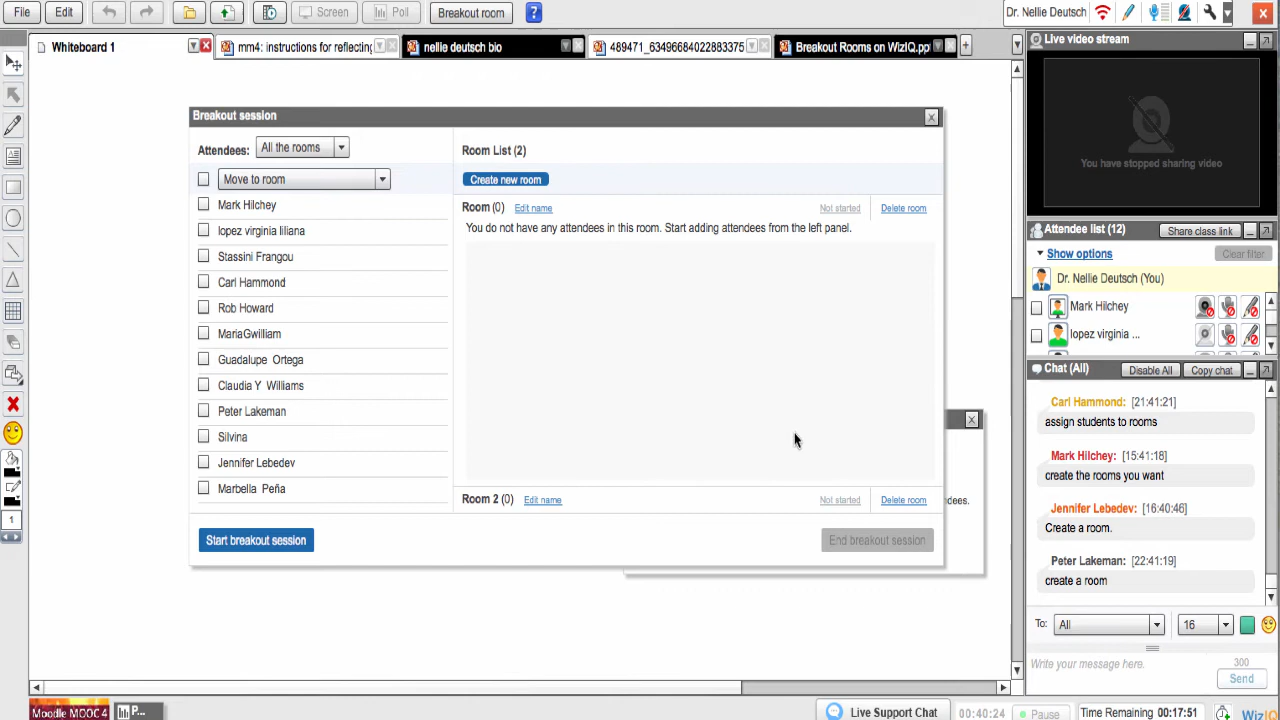 File
Edit
Screen
Poll
Breakout room
?
Dr. Nellie Deutsch
Whiteboard 1
mm4: instructions for reflecting
nellie deutsch bio
489471_63496684022883375
Breakout Rooms on WizIQ.ppt
Breakout session
Attendees: All the rooms
Move to room
Mark Hilchey
lopez virginia liliana
Stassini Frangou
Carl Hammond
Rob Howard
MariaGwilliam
Guadalupe Ortega
Claudia Y Williams
Peter Lakeman
Silvina
Jennifer Lebedev
Marbella Peña
Start breakout session
Room List (2)
Create new room
Room (0) Edit name Not started Delete room
You do not have any attendees in this room. Start adding attendees from the left panel.
Room 2 (0) Edit name Not started Delete room
End breakout session
dees.
1
Live video stream
You have stopped sharing video
Attendee list (12) Share class link
Show options Clear filter
Dr. Nellie Deutsch (You)
Mark Hilchey
lopez virginia ...
Chat (All) Disable All Copy chat
Carl Hammond: [21:41:21]
assign students to rooms
Mark Hilchey: [15:41:18]
create the rooms you want
Jennifer Lebedev: [16:40:46]
Create a room.
Peter Lakeman: [22:41:19]
create a room
To: All 16
Write your message here. 300
Send
Moodle MOOC 4
P...
Live Support Chat
00:40:24
Pause
Time Remaining 00:17:51
WizIQ